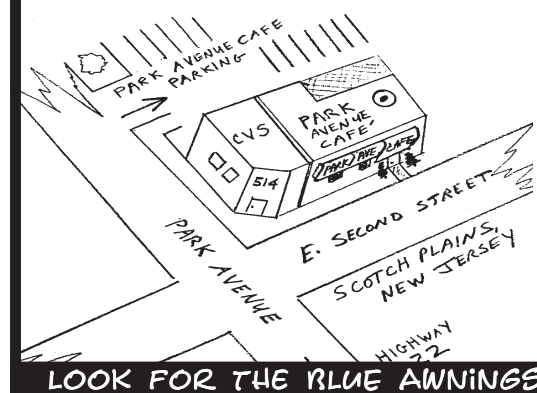 PARK AVENUE CAFE
PARKING
CVS
514
PARK
AVENUE
CAFE'
PARK AVE CAFE
PARK AVENUE
E. SECOND STREET
SCOTCH PLAINS,
NEW JERSEY
HIGHWAY
22
LOOK FOR THE BLUE AWNINGS